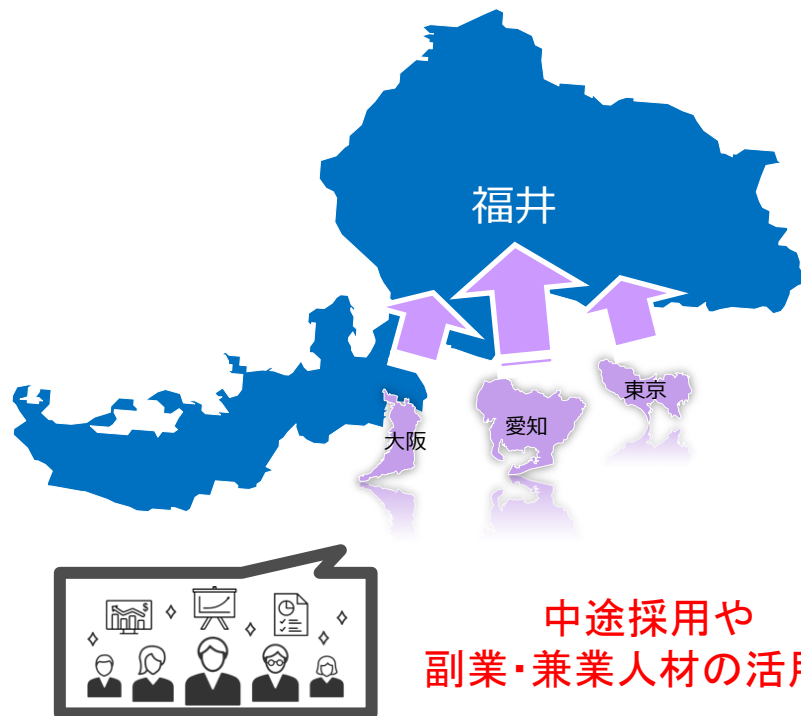 福井
大阪
愛知
東京
中途採用や
副業・兼業人材の活用